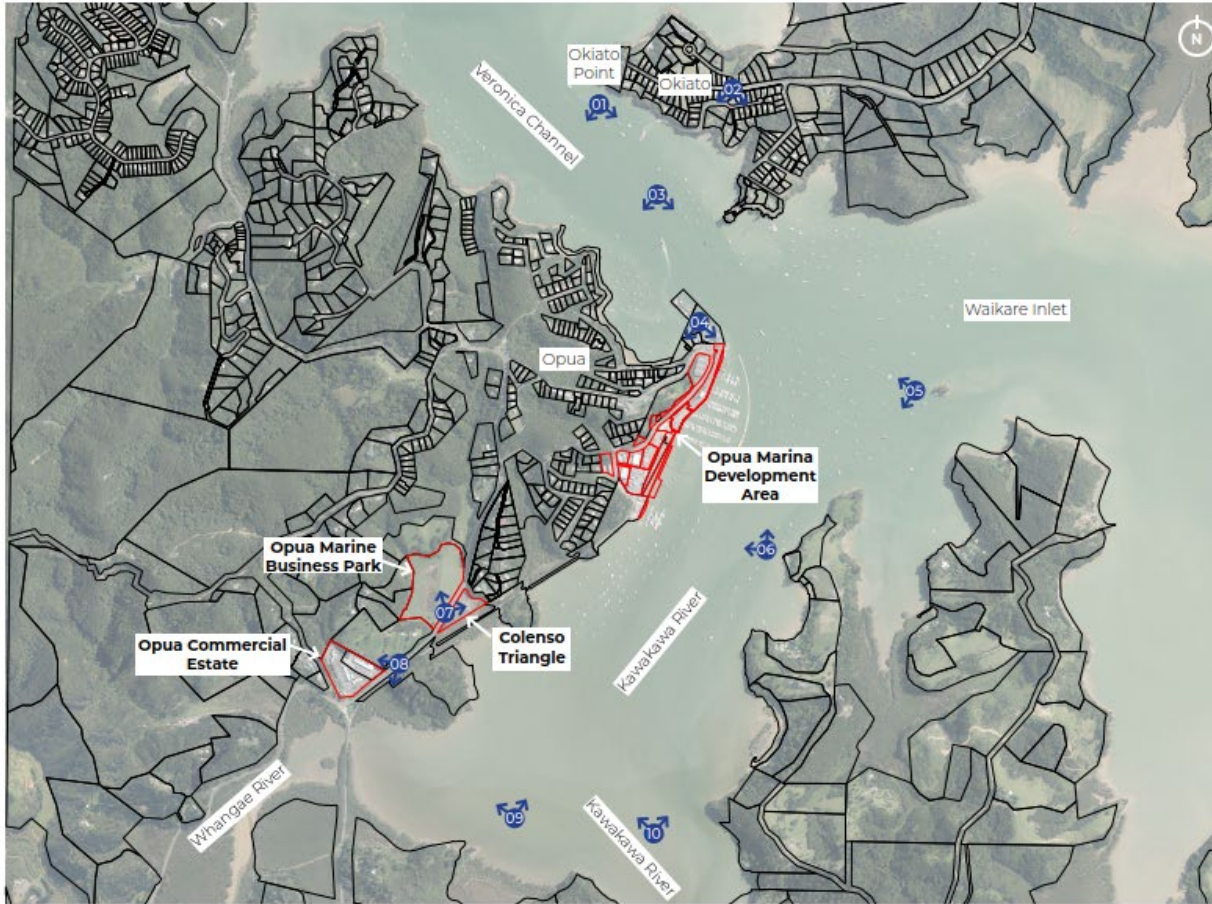 N
Okiato
Point
Okiato
01
02
Veronica Channel
03
Waikare Inlet
04
Opua
05
Opua Marina
Development
Area
Opua Marine
Business Park
06
07
Colenso
Triangle
Opua Commercial
Estate
08
Kawakawa River
Whangae River
09
10
Kawakawa River